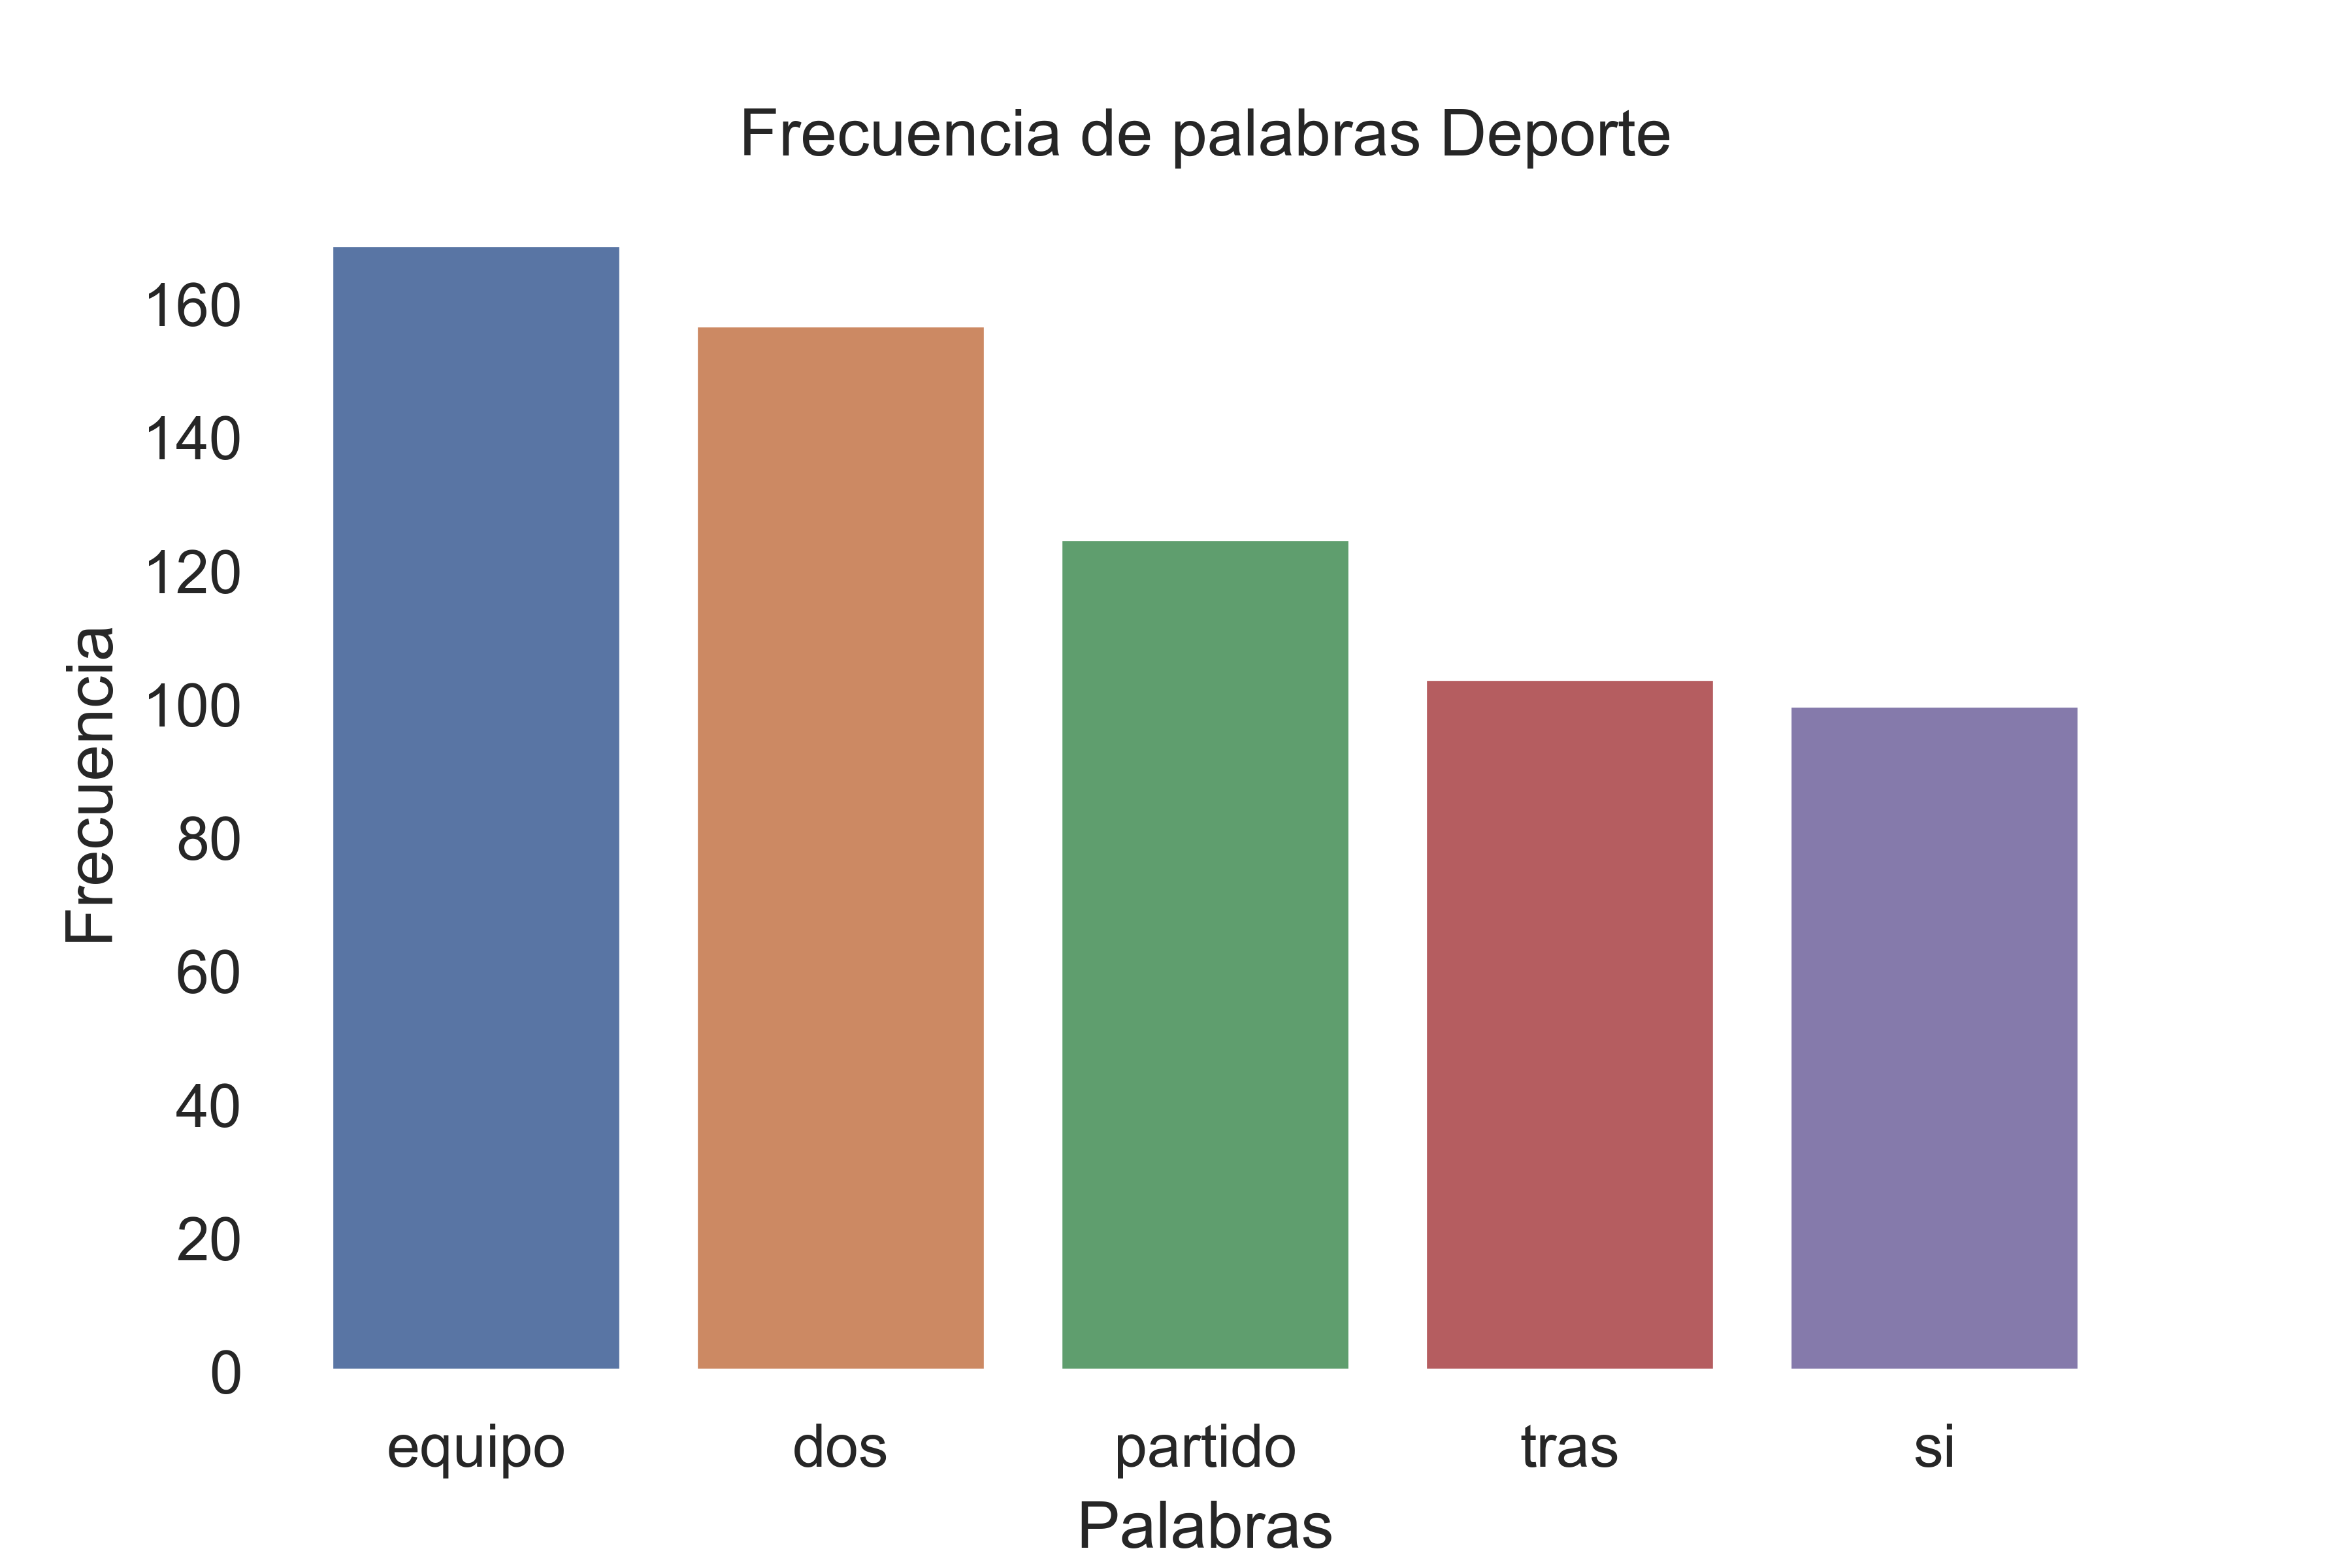 Frecuencia de palabras Deporte
Frecuencia
160
140
120
100
80
60
40
20
0
equipo dos partido tras si
Palabras